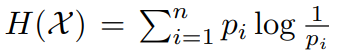 H(𝒳) = ∑ⁿᵢ₌₁ pᵢ log 1/pᵢ